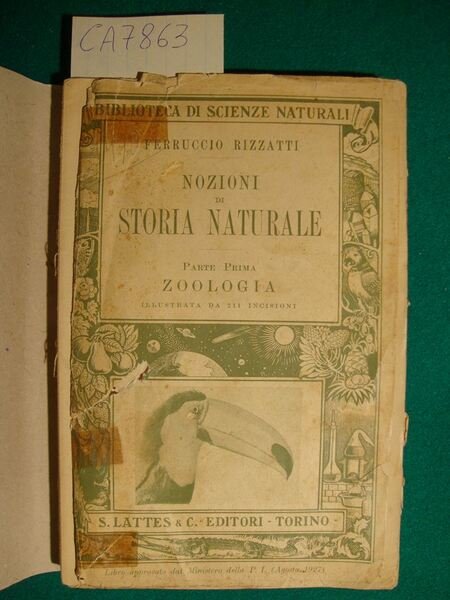 CA7863
BIBLIOTECA DI SCIENZE NATURALI
FERRUCCIO RIZZATTI
NOZIONI
DI
STORIA NATURALE
PARTE PRIMA
ZOOLOGIA
ILLUSTRATA DA 211 INCISIONI
S. LATTES & C. - EDITORI - TORINO -
Libro approvato dal Ministero della P. I. (Agosto 1927).